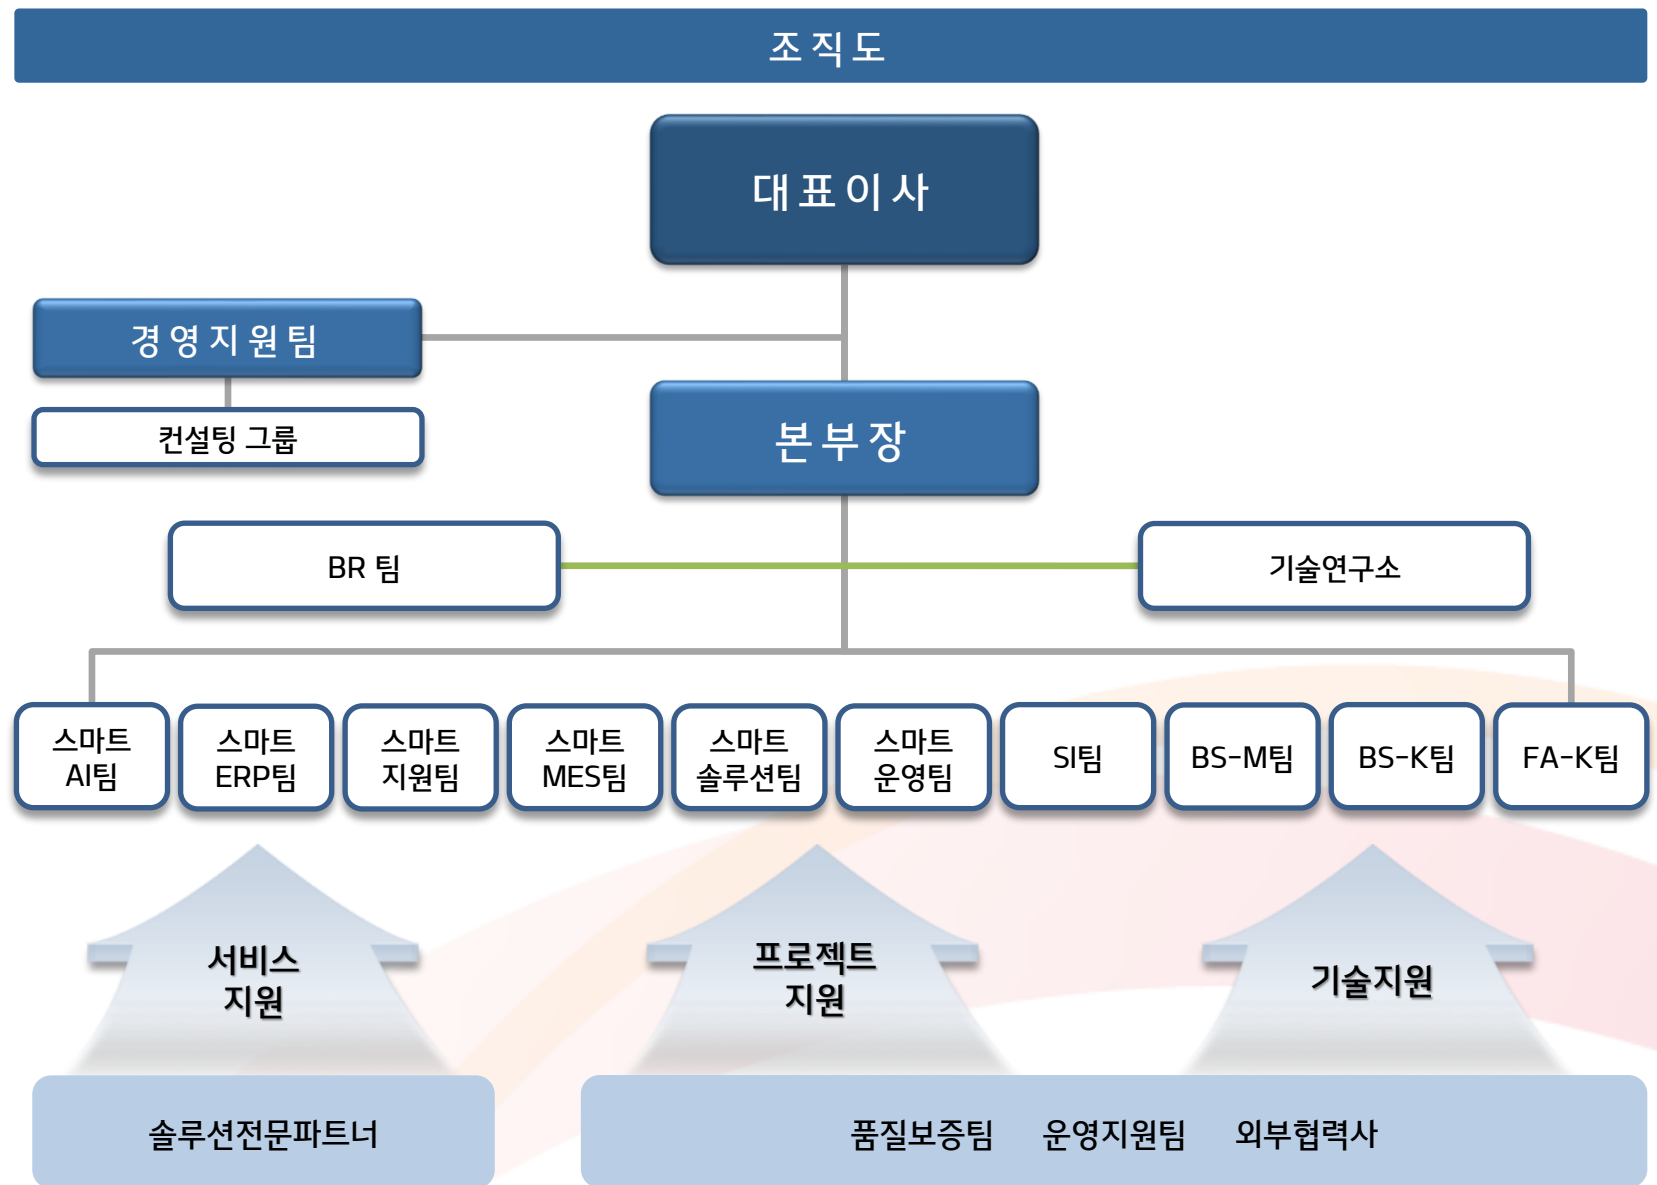 조직도
대표이사
경영지원팀
컨설팅 그룹
본부장
BR 팀
기술연구소
스마트
AI팀
스마트
ERP팀
스마트
지원팀
스마트
MES팀
스마트
솔루션팀
스마트
운영팀
SI팀
BS-M팀
BS-K팀
FA-K팀
서비스
지원
프로젝트
지원
기술지원
솔루션전문파트너
품질보증팀 운영지원팀 외부협력사